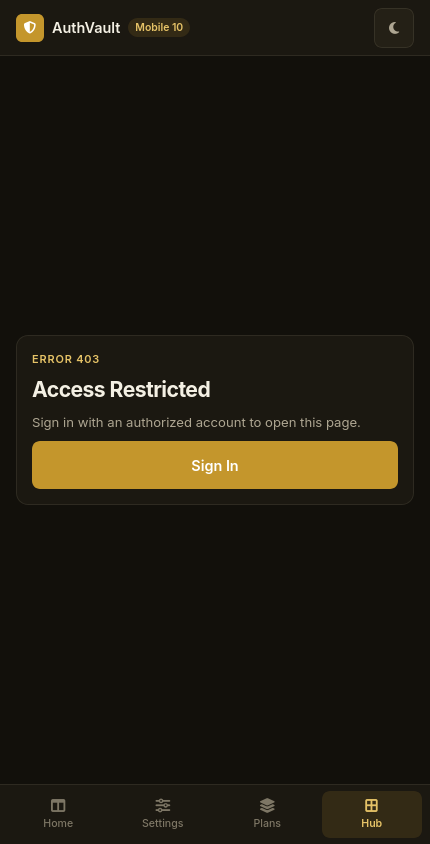 AuthVault Mobile 10
ERROR 403
Access Restricted
Sign in with an authorized account to open this page.
Sign In
Home Settings Plans Hub